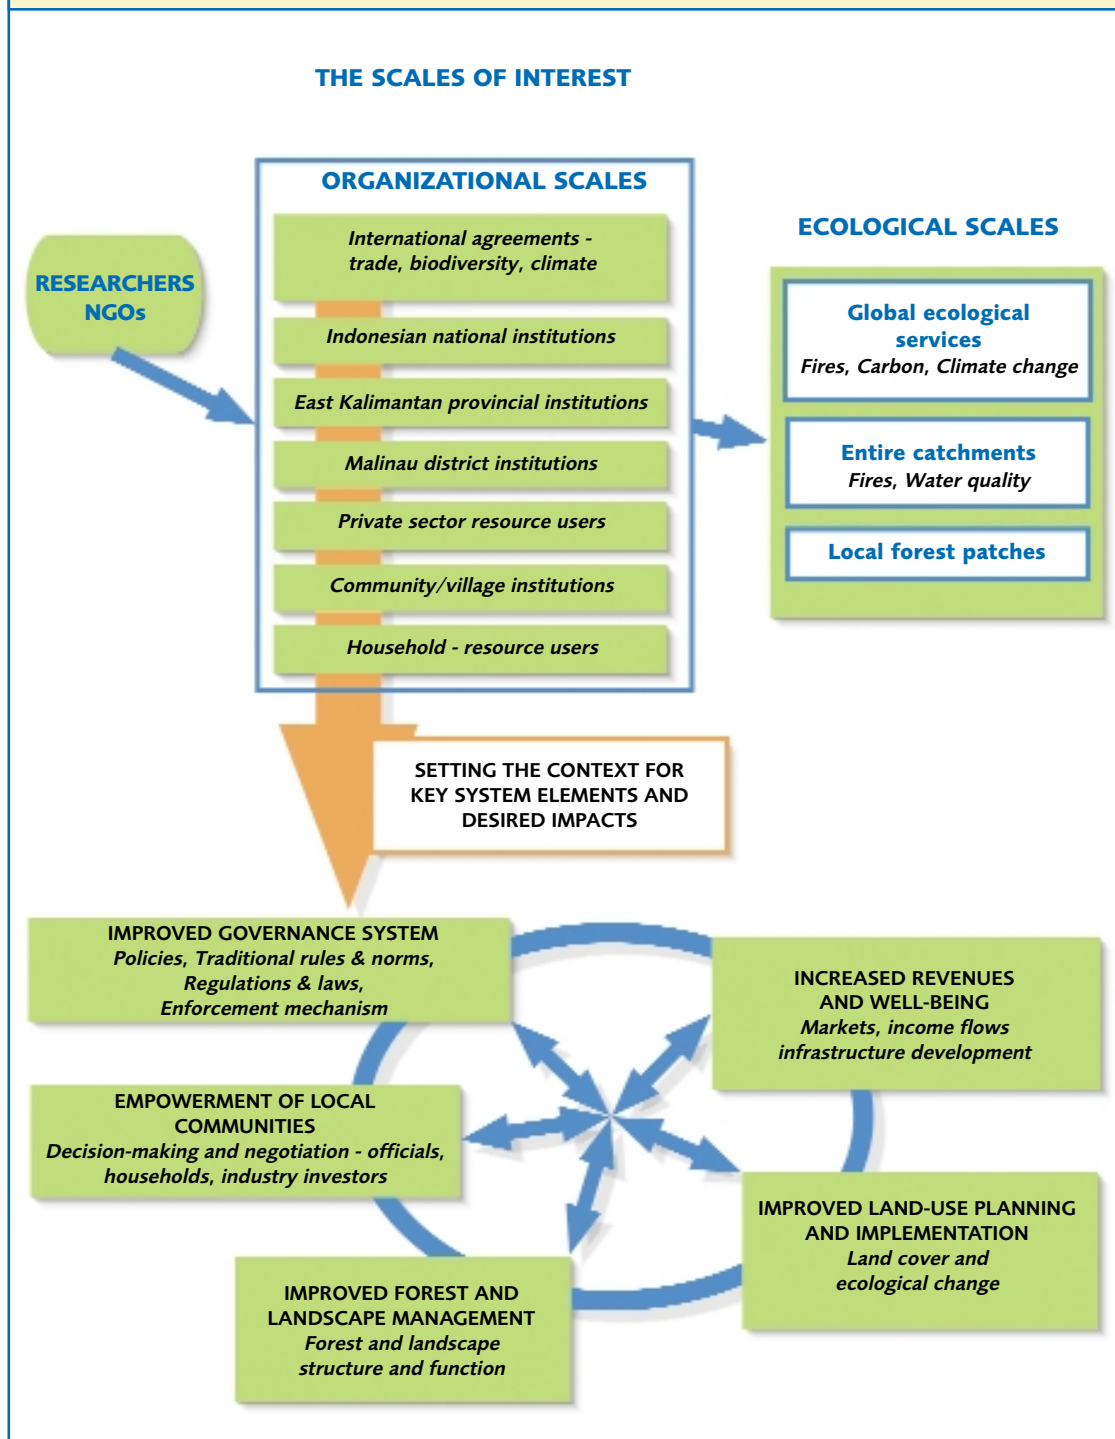 THE SCALES OF INTEREST
RESEARCHERS
NGOs
ORGANIZATIONAL SCALES
International agreements -
trade, biodiversity, climate
Indonesian national institutions
East Kalimantan provincial institutions
Malinau district institutions
Private sector resource users
Community/village institutions
Household - resource users
ECOLOGICAL SCALES
Global ecological
services
Fires, Carbon, Climate change
Entire catchments
Fires, Water quality
Local forest patches
SETTING THE CONTEXT FOR
KEY SYSTEM ELEMENTS AND
DESIRED IMPACTS
IMPROVED GOVERNANCE SYSTEM
Policies, Traditional rules & norms,
Regulations & laws,
Enforcement mechanism
INCREASED REVENUES
AND WELL-BEING
Markets, income flows
infrastructure development
EMPOWERMENT OF LOCAL
COMMUNITIES
Decision-making and negotiation - officials,
households, industry investors
IMPROVED LAND-USE PLANNING
AND IMPLEMENTATION
Land cover and
ecological change
IMPROVED FOREST AND
LANDSCAPE MANAGEMENT
Forest and landscape
structure and function